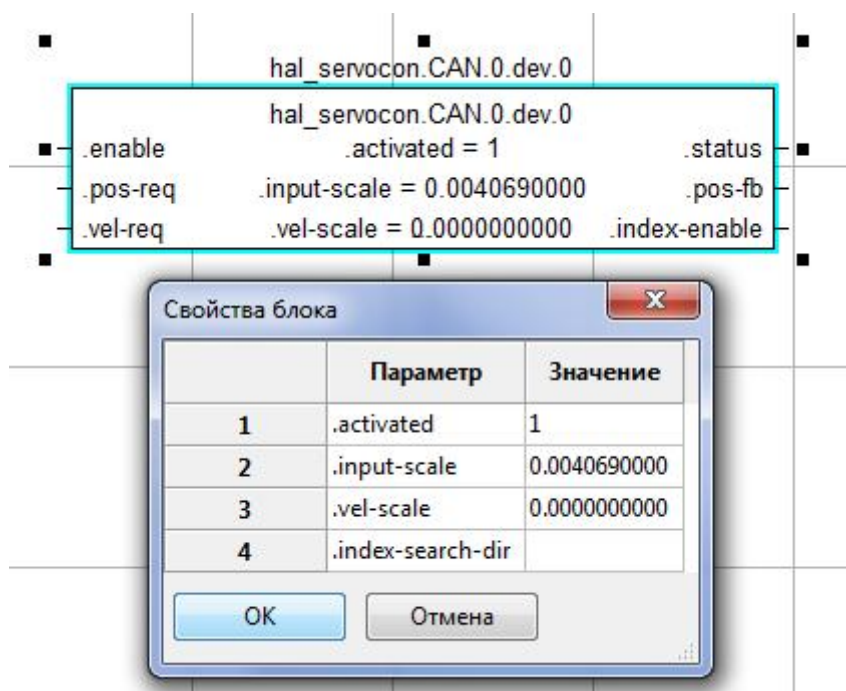 hal_servocon.CAN.0.dev.0
hal_servocon.CAN.0.dev.0
.enable .activated = 1 .status
.pos-req .input-scale = 0.0040690000 .pos-fb
.vel-req .vel-scale = 0.0000000000 .index-enable
Свойства блока
Параметр Значение
1 .activated 1
2 .input-scale 0.0040690000
3 .vel-scale 0.0000000000
4 .index-search-dir
OK Отмена